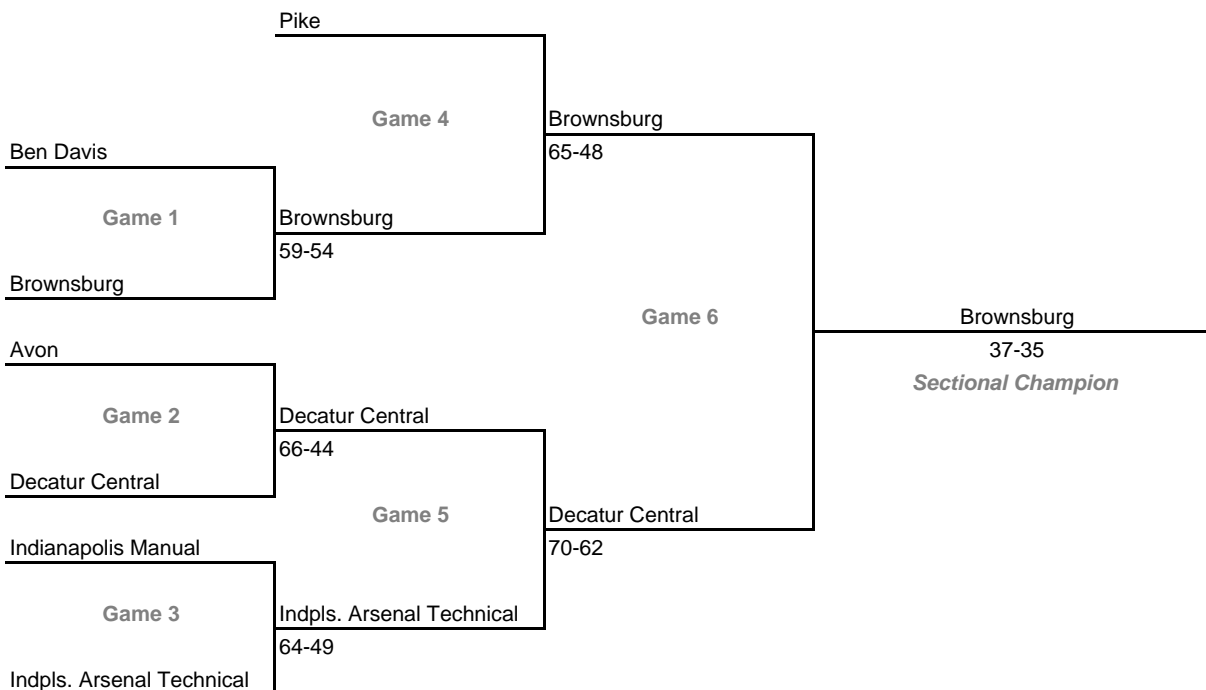 Pike
Game 4
Brownsburg
65-48
Ben Davis
Game 1
Brownsburg
59-54
Brownsburg
Game 6
Brownsburg
37-35
Sectional Champion
Avon
Game 2
Decatur Central
66-44
Decatur Central
Game 5
Decatur Central
70-62
Indianapolis Manual
Game 3
Indpls. Arsenal Technical
64-49
Indpls. Arsenal Technical